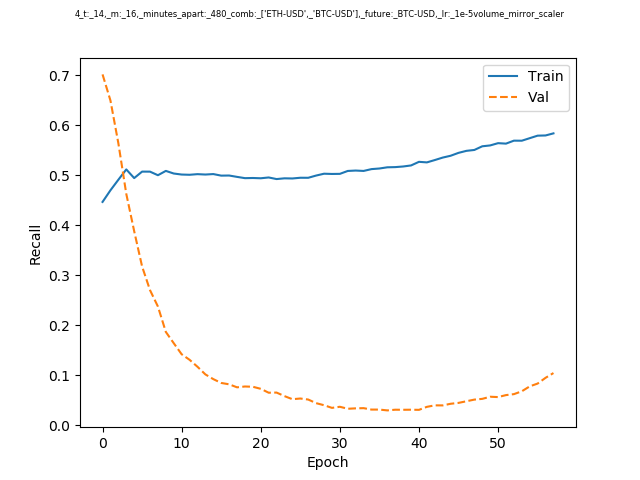 4_t:_14,_m:_16,_minutes_apart:_480_comb:_['ETH-USD',_'BTC-USD'],_future:_BTC-USD,_lr:_1e-5volume_mirror_scaler
Train
Val
0.7
0.6
0.5
0.4
0.3
0.2
0.1
0.0
Recall
0 10 20 30 40 50
Epoch